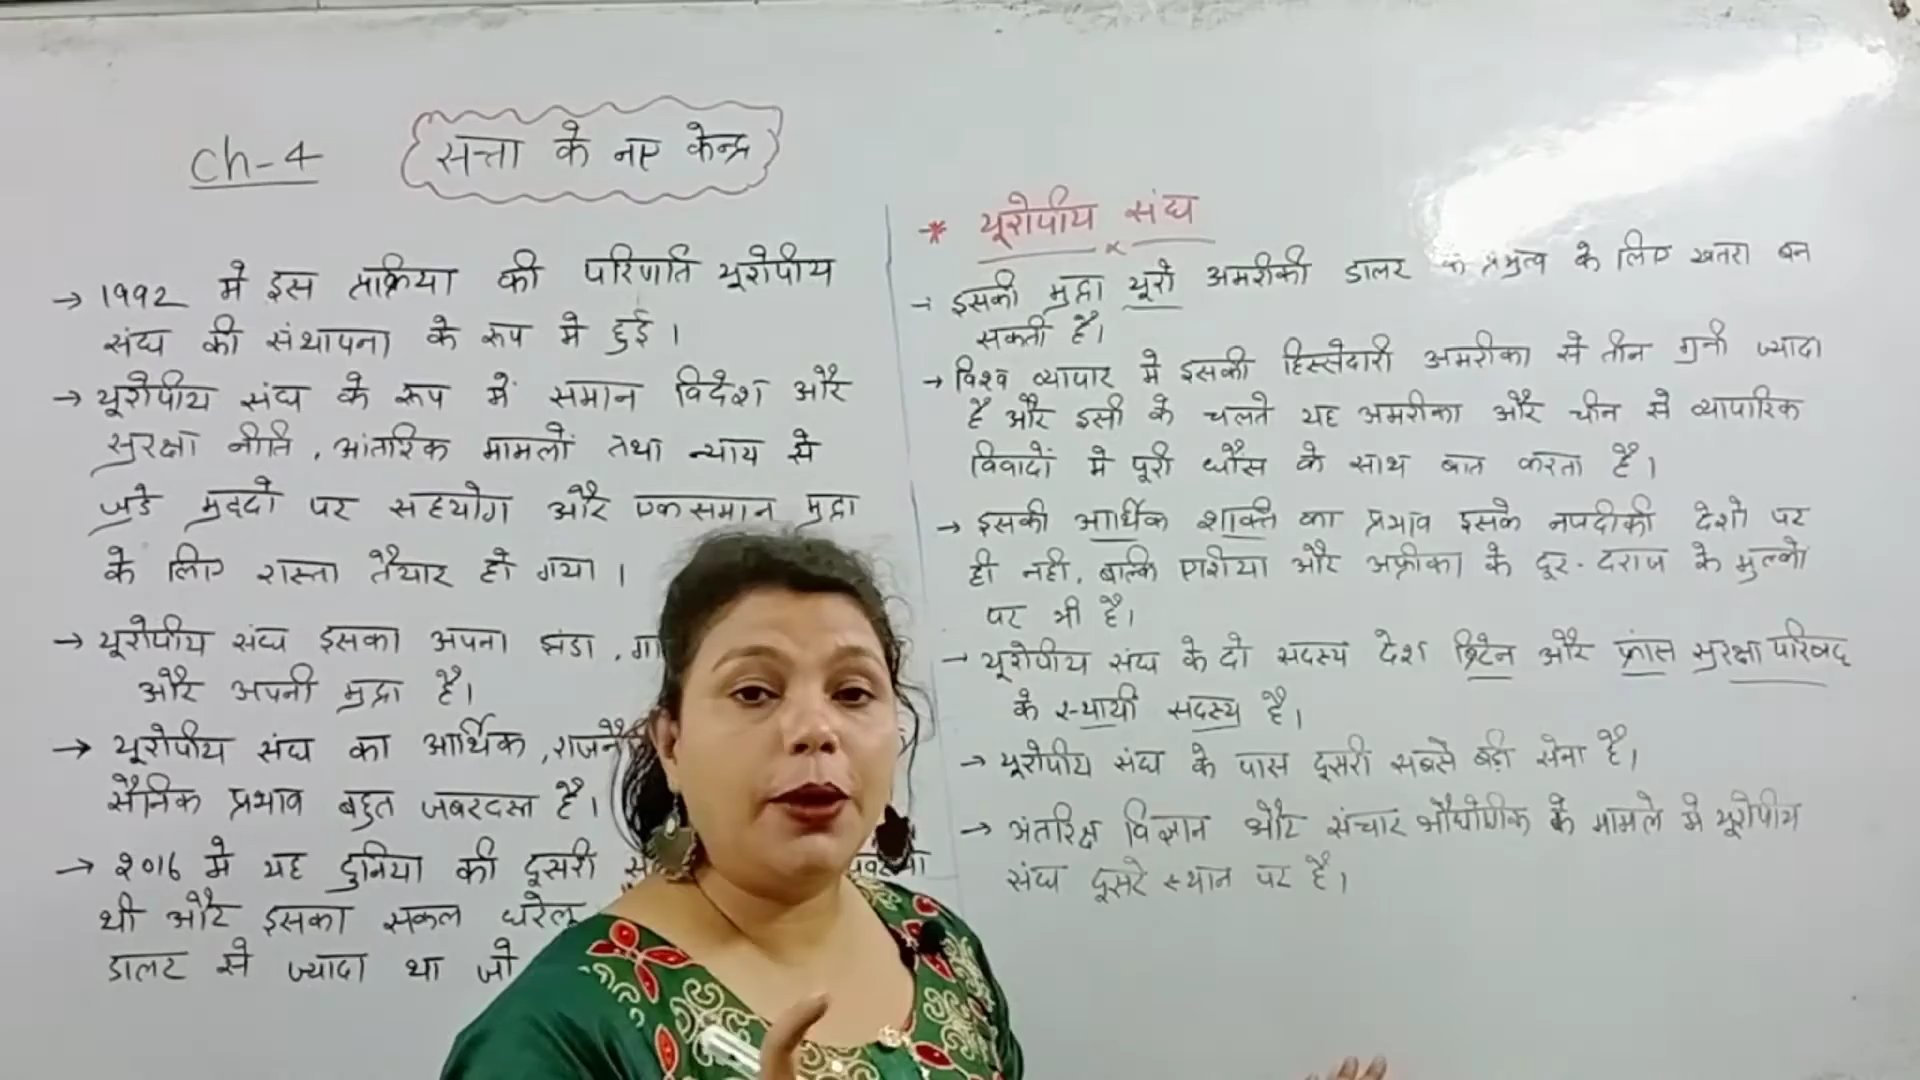 Ch-4
सत्ता के नए केन्द्र
→ 1992 में इस प्रक्रिया की परिणति यूरोपीय
संघ की संथापना के रूप मे हुई।
→ यूरोपीय संघ के रूप में समान विदेश और
सुरक्षा नीति, आंतरिक मामलों तथा न्याय से
जुडे मुद्दो पर सहयोग और एकसमान मुद्रा
के लिए रास्ता तैयार हो गया।
→ यूरोपीय संघ इसका अपना झंडा,
और अपनी मुद्रा है।
→ यूरोपीय संघ का आर्थिक,
सैनिक प्रभाव बहुत जबरदस्त है।
→ 2016 मे यह दुनिया की दूसरी
थी और इसका सकल घरेलू
डालर से ज्यादा था जो
* यूरोपीय संघ
→ इसकी मुद्रा यूरो अमरीकी डालर के प्रभुत्व के लिए खतरा बन
सकती है।
→ विश्व व्यापार मे इसकी हिस्सेदारी अमरीका से तीन गुनी ज्यादा
है और इसी के चलते यह अमरीका और चीन से व्यापारिक
विवादों मे पूरी धौस के साथ बात करता है।
→ इसकी आर्थिक शक्ति का प्रभाव इसके नपदीकी देशो पर
ही नही, बल्कि एशिया और अफ्रीका के दूर-दराज के मुल्को
पर भी है।
→ यूरोपीय संघ के दो सदस्य देश ब्रिटेन और फ्रांस सुरक्षा परिषद
के स्थायी सदस्य है।
→ यूरोपीय संघ के पास दूसरी सबसे बड़ी सेना है।
→ अंतरिक्ष विज्ञान और संचार के मामले मे यूरोपीय
संघ दूसरे स्थान पर है।